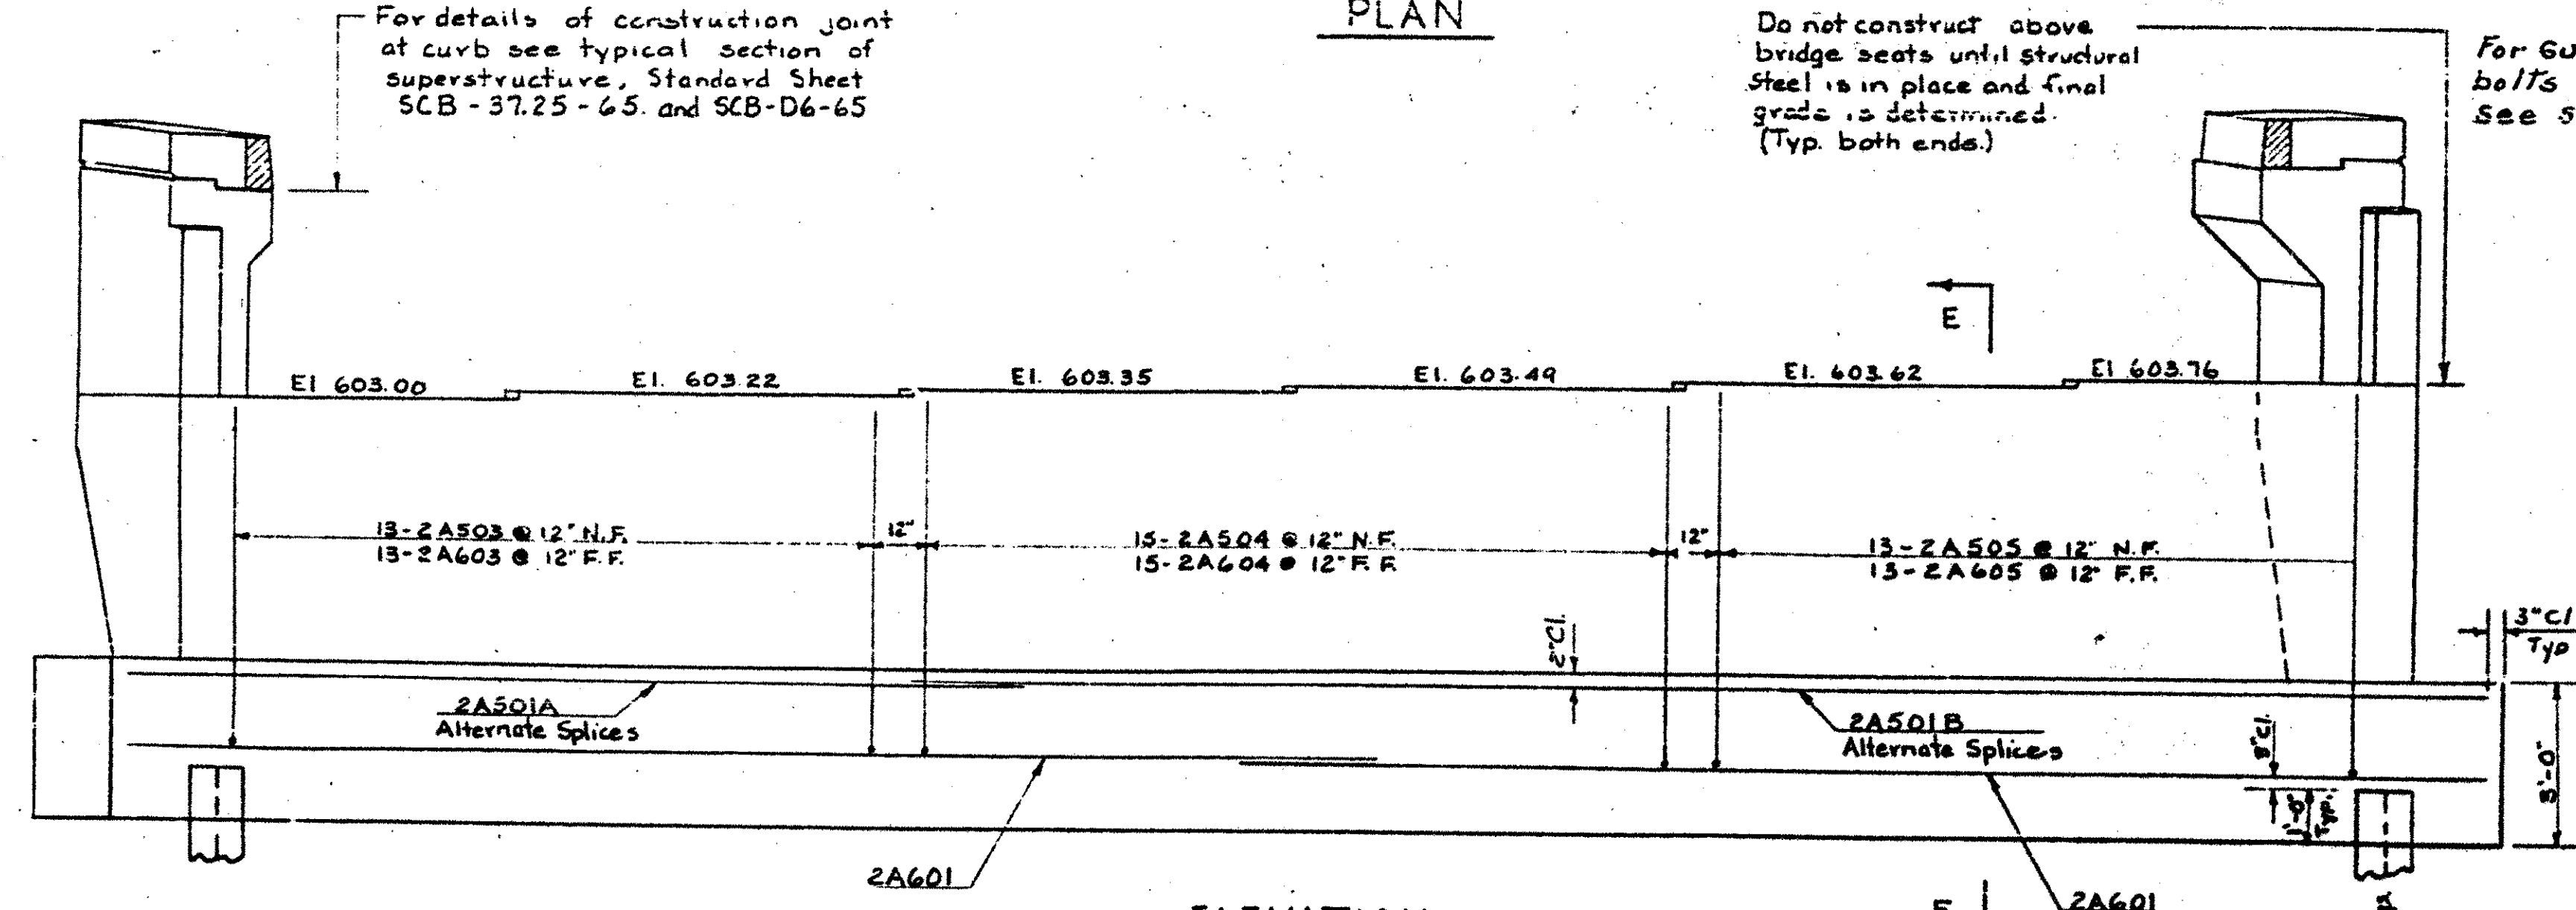 PLAN
For details of construction joint
at curb see typical section of
superstructure, Standard Sheet
SCB - 37.25 - 65. and SCB-D6-65
Do not construct above
bridge seats until structural
Steel is in place and final
grade is determined.
(Typ. both ends.)
For
bolts
See
E
El 603.00
El. 603.22
El. 603.35
El. 603.49
El. 603.62
El 603.76
13-2A503 @ 12" N.F.
13-2A603 @ 12" F.F.
12"
15-2A504 @ 12" N.F.
15-2A604 @ 12" F.F.
12"
13-2A505 @ 12" N.F.
13-2A605 @ 12" F.F.
3" Cl
Typ
2" Cl.
2A501A
Alternate Splices
2A501B
Alternate Splices
Cl.
3'-0"
1'-0"
Typ.
2A601
2A601